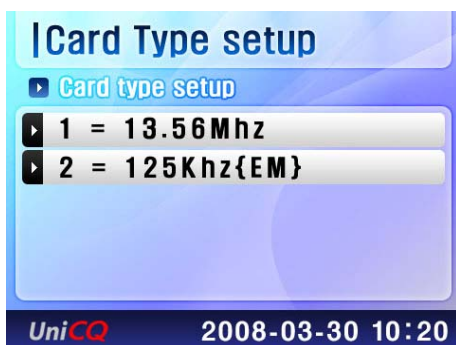 |Card Type setup
Card type setup
1 = 13.56Mhz
2 = 125Khz{EM}
UniCQ 2008-03-30 10:20